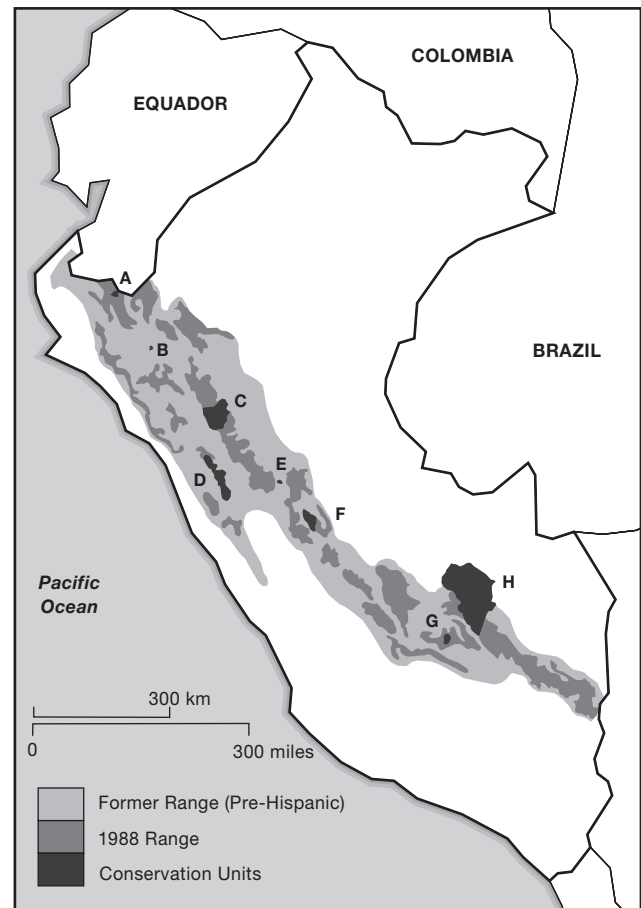 COLOMBIA
EQUADOR
A
B
BRAZIL
C
D
E
F
H
G
Pacific
Ocean
300 km
0
300 miles
Former Range (Pre-Hispanic)
1988 Range
Conservation Units